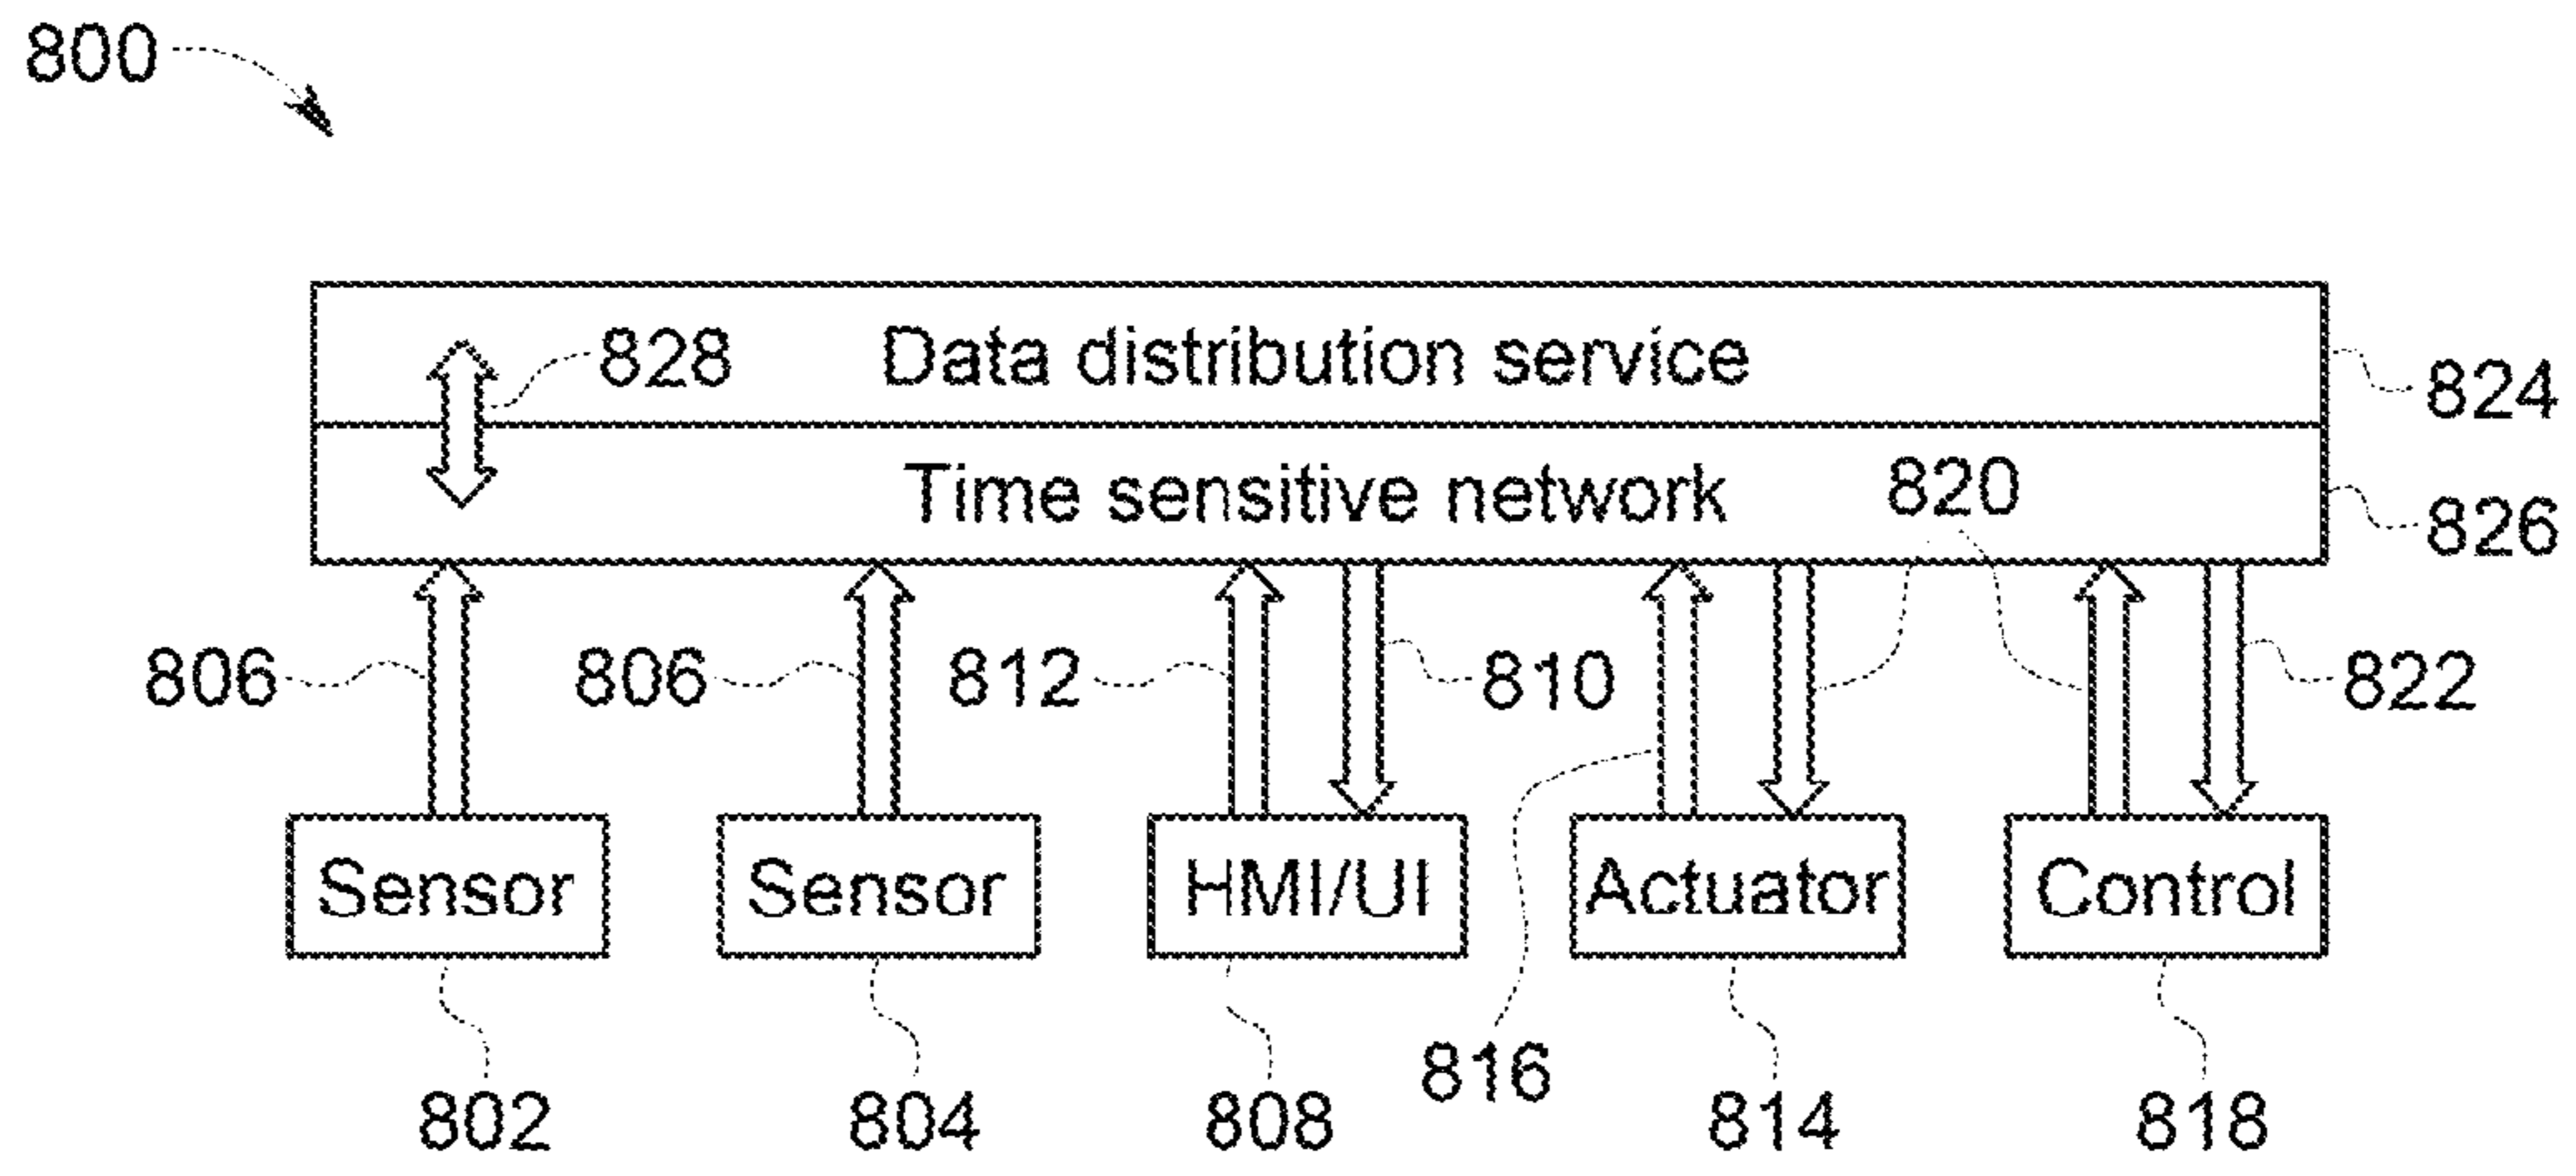 800
828 Data distribution service
824
Time sensitive network 820
826
806 806 812 810 822
Sensor Sensor HMI/UI Actuator Control
816
802 804 808 814 818